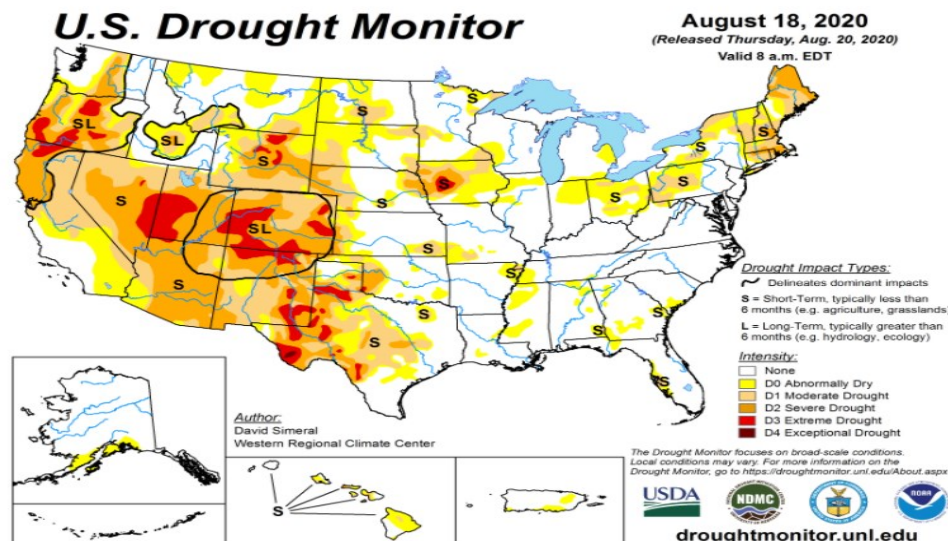 U.S. Drought Monitor
August 18, 2020
(Released Thursday, Aug. 20, 2020)
Valid 8 a.m. EDT
S
SL
S
SL
S
S
S
S
S
S
S
S
S
SL
S
S
S
S
S
S
S
S
S
Drought Impact Types:
Delineates dominant impacts
S = Short-Term, typically less than
6 months (e.g. agriculture, grasslands)
L = Long-Term, typically greater than
6 months (e.g. hydrology, ecology)
Intensity:
None
D0 Abnormally Dry
D1 Moderate Drought
D2 Severe Drought
D3 Extreme Drought
D4 Exceptional Drought
Author:
David Simeral
Western Regional Climate Center
S
The Drought Monitor focuses on broad-scale conditions.
Local conditions may vary. For more information on the
Drought Monitor, go to https://droughtmonitor.unl.edu/About.aspx
USDA
NDMC
NOAA
droughtmonitor.unl.edu